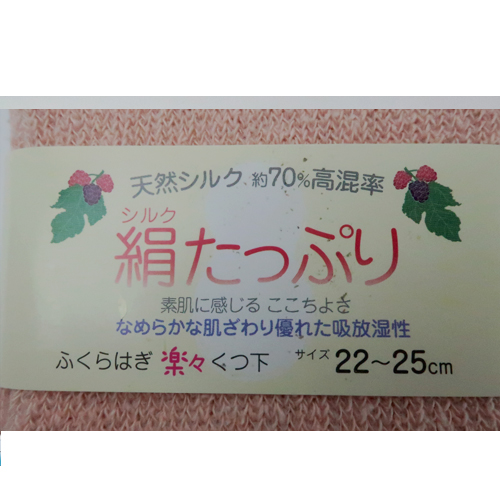 天然シルク 約70%高混率
シルク
絹たっぷり
素肌に感じる ここちよさ
なめらかな肌ざわり優れた吸放湿性
ふくらはぎ 楽々くつ下 サイズ 22〜25cm